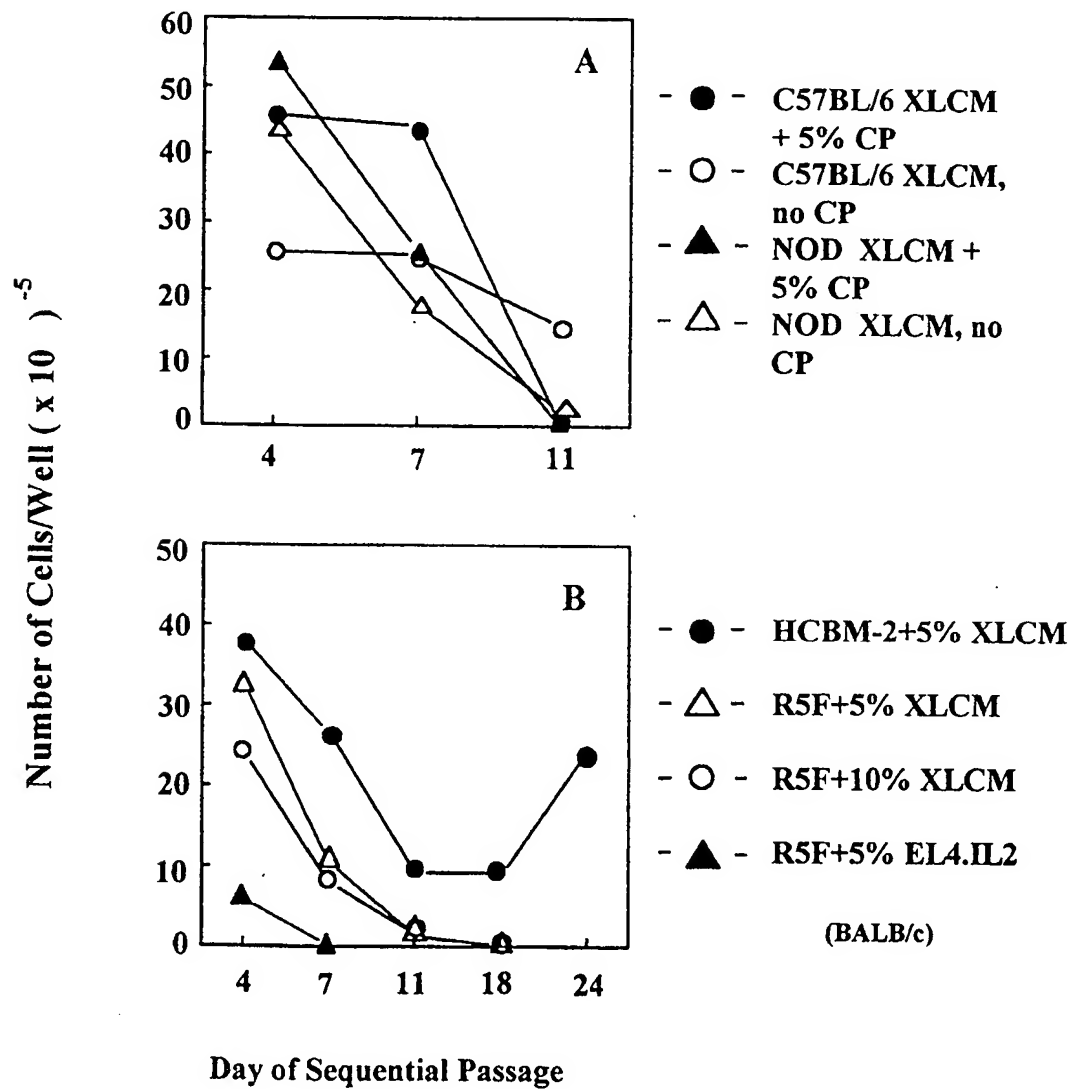 Number of Cells/Well ( x 10 ) -5
60
50
40
30
20
10
0
4 7 11
A
- ● - C57BL/6 XLCM
+ 5% CP
- ○ - C57BL/6 XLCM,
no CP
- ▲ - NOD XLCM +
5% CP
- △ - NOD XLCM, no
CP
50
40
30
20
10
0
4 7 11 18 24
B
- ● - HCBM-2+5% XLCM
- △ - R5F+5% XLCM
- ○ - R5F+10% XLCM
- ▲ - R5F+5% EL4.IL2
(BALB/c)
Day of Sequential Passage